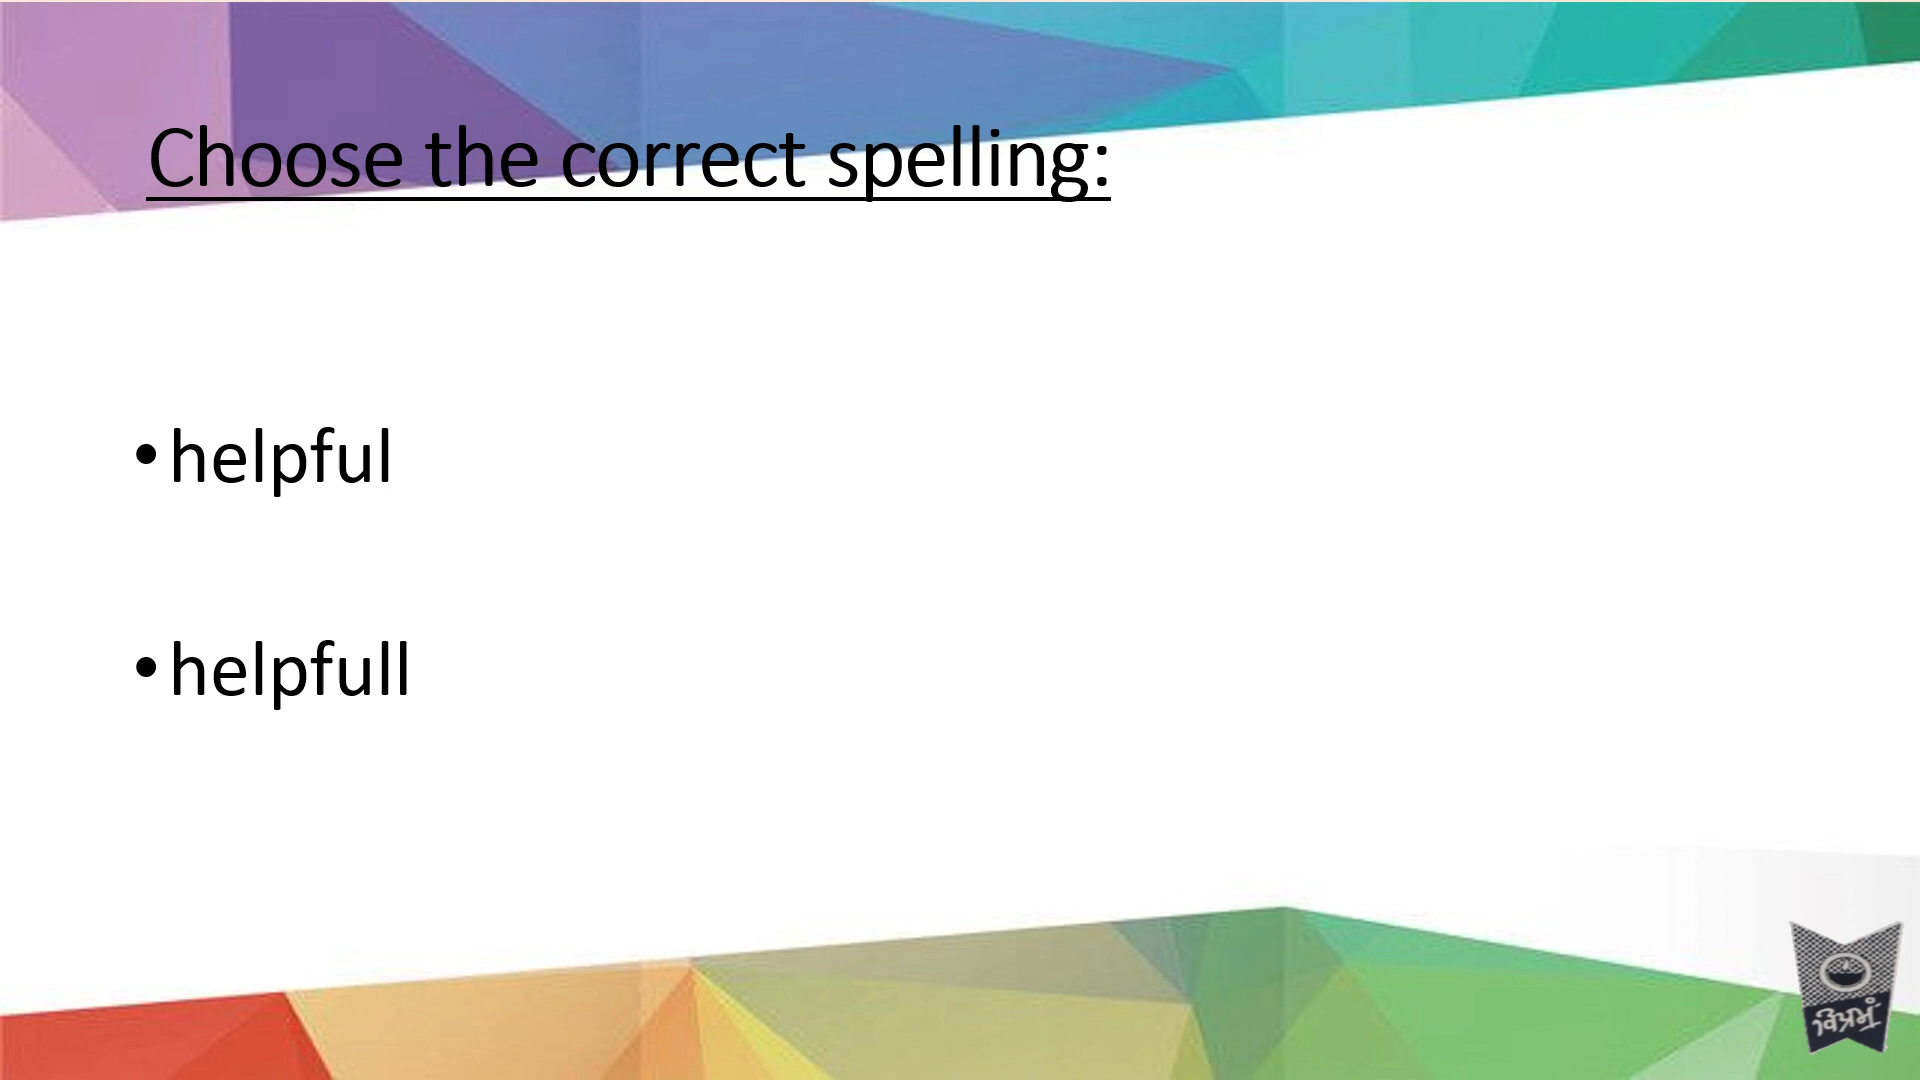 Choose the correct spelling:
•helpful
•helpfull